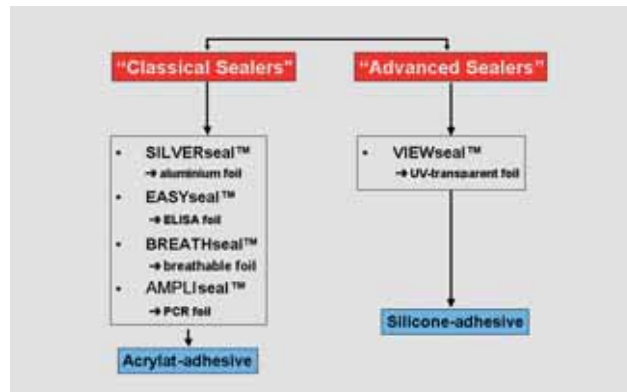 “Classical Sealers”
• SILVERseal™
➔ aluminium foil
• EASYseal™
➔ ELISA foil
• BREATHseal™
➔ breathable foil
• AMPLIseal™
➔ PCR foil
Acrylat-adhesive
“Advanced Sealers”
• VIEWseal™
➔ UV-transparent foil
Silicone-adhesive